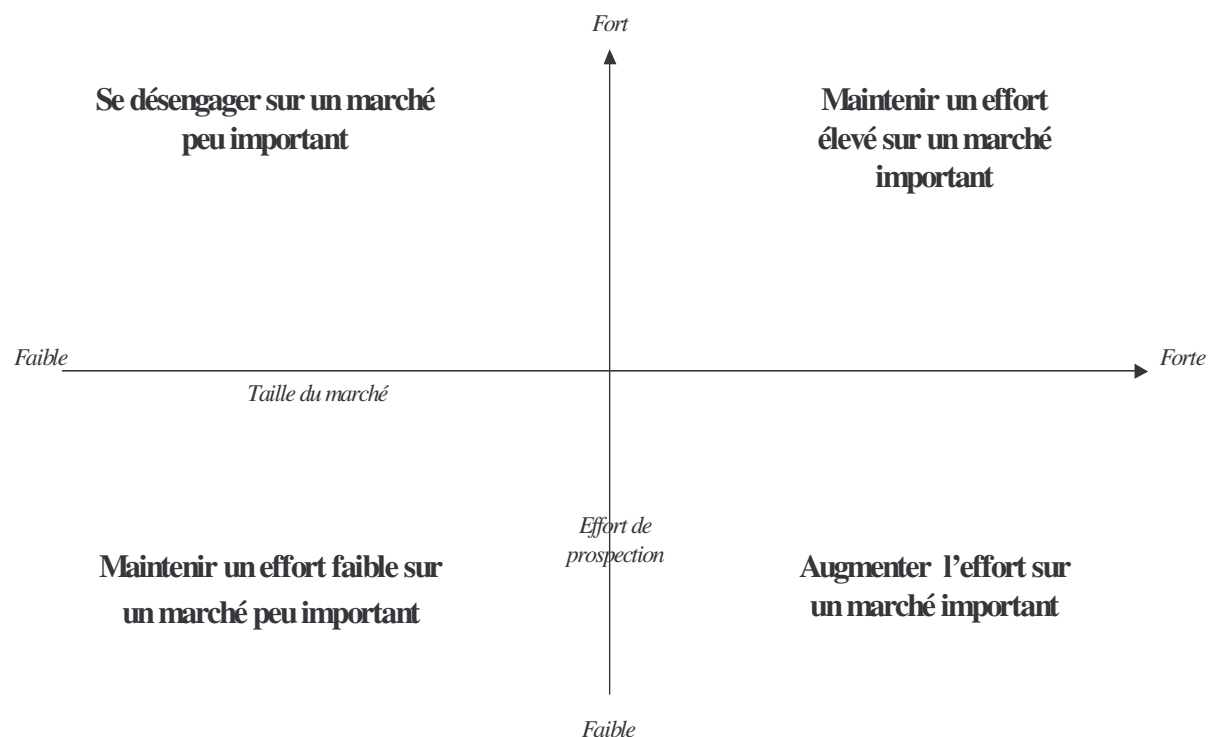 Fort
Se désengager sur un marché
peu important
Maintenir un effort
élevé sur un marché
important
Faible
Forte
Taille du marché
Effort de
prospection
Maintenir un effort faible sur
un marché peu important
Augmenter l’effort sur
un marché important
Faible